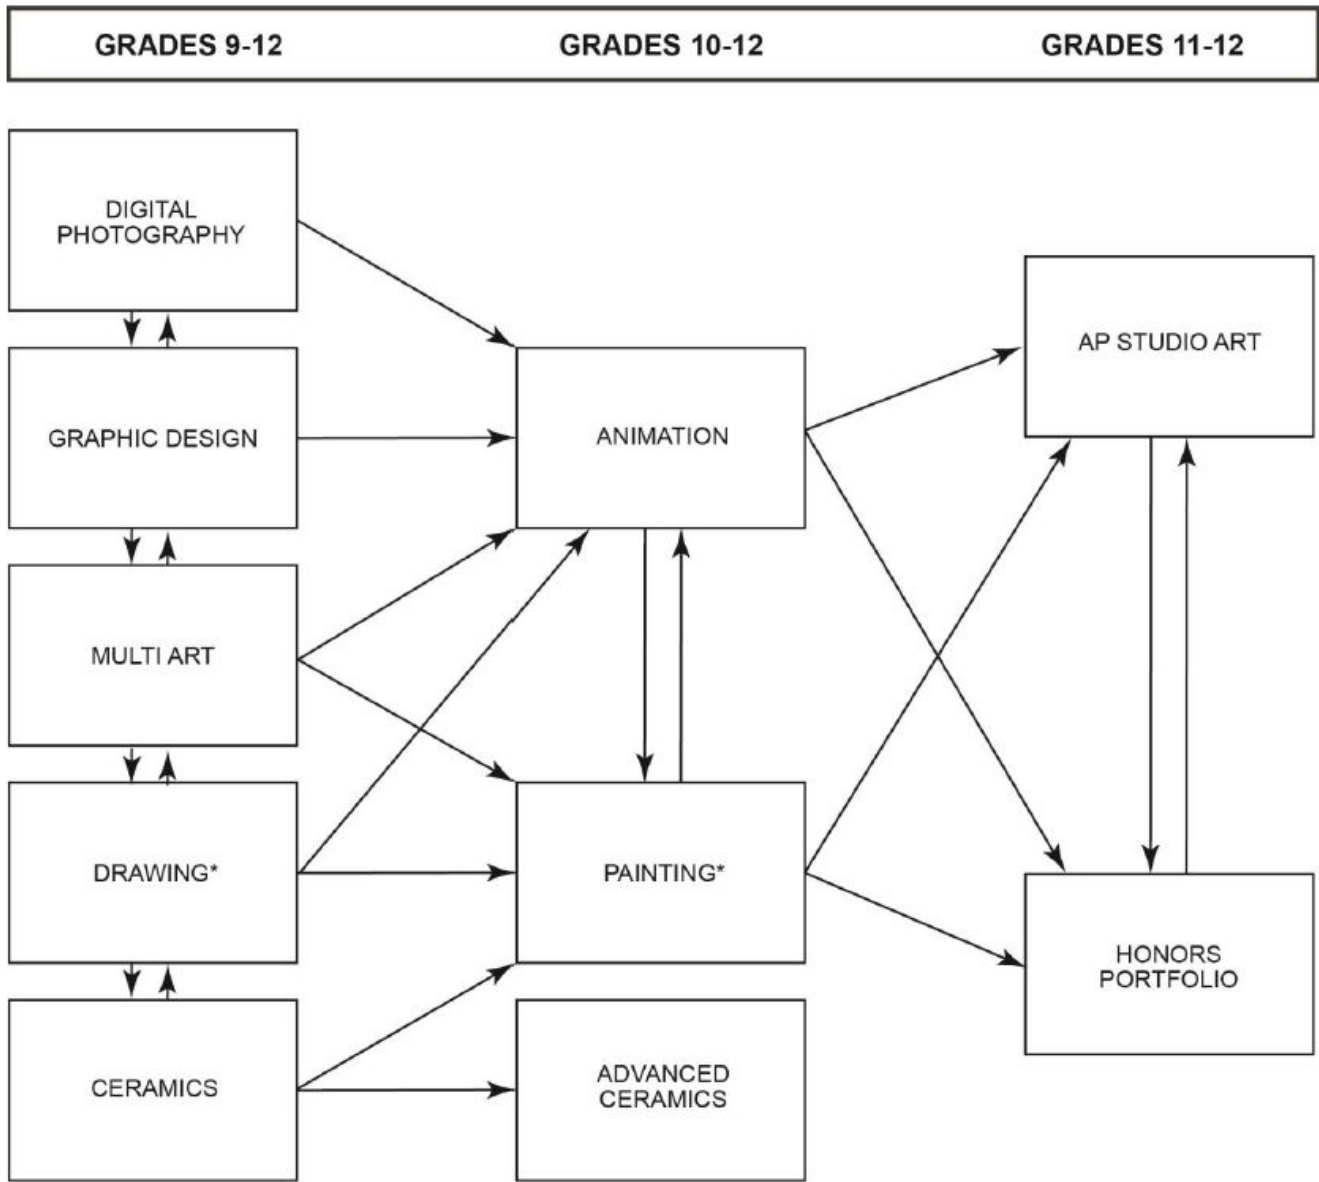 GRADES 9-12
GRADES 10-12
GRADES 11-12
DIGITAL
PHOTOGRAPHY
GRAPHIC DESIGN
MULTI ART
DRAWING*
CERAMICS
ANIMATION
PAINTING*
ADVANCED
CERAMICS
AP STUDIO ART
HONORS
PORTFOLIO